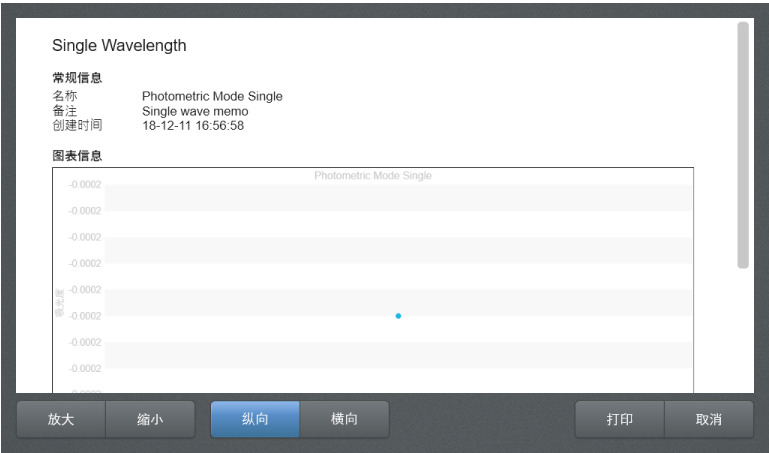 Single Wavelength
常规信息
名称 Photometric Mode Single
备注 Single wave memo
创建时间 18-12-11 16:56:58
图表信息
Photometric Mode Single
-0.0002
-0.0002
-0.0002
-0.0002
-0.0002
吸光度
-0.0002
-0.0002
-0.0002
放大 缩小 纵向 横向 打印 取消